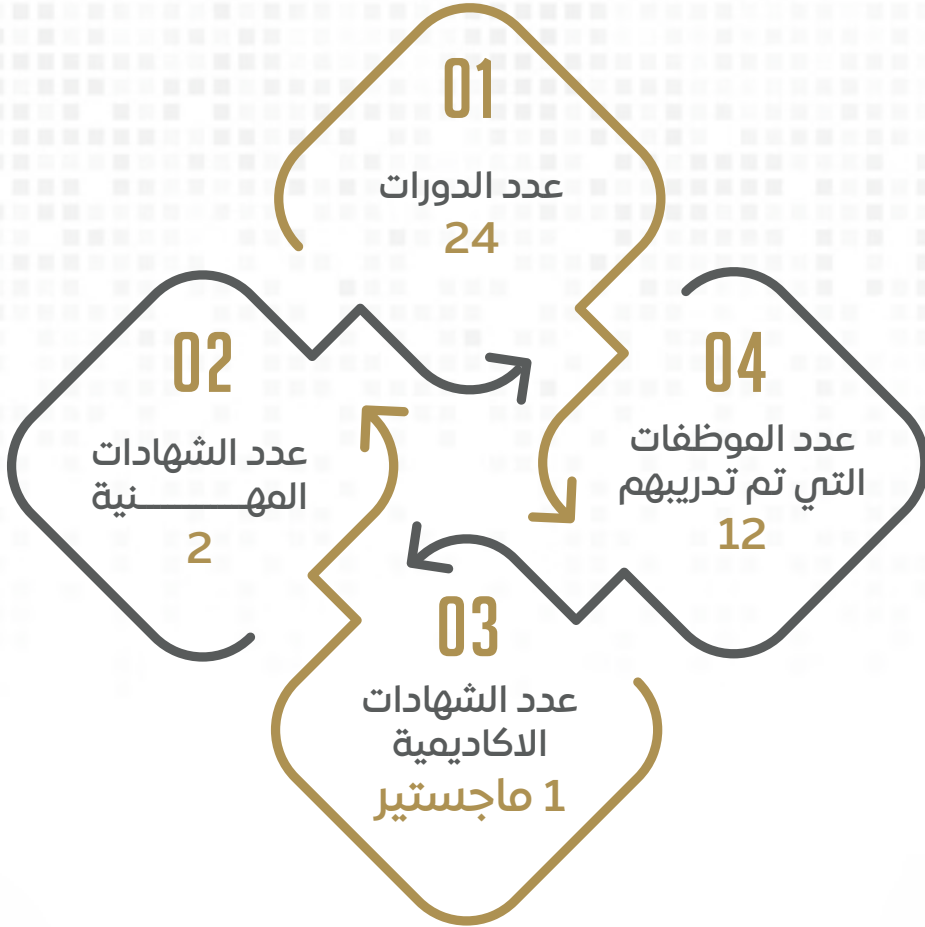 01
عدد الدورات
24
02
عدد الشهادات
المهـــــــــنية
2
03
عدد الشهادات
الاكاديمية
1 ماجستير
04
عدد الموظفات
التي تم تدريبهم
12